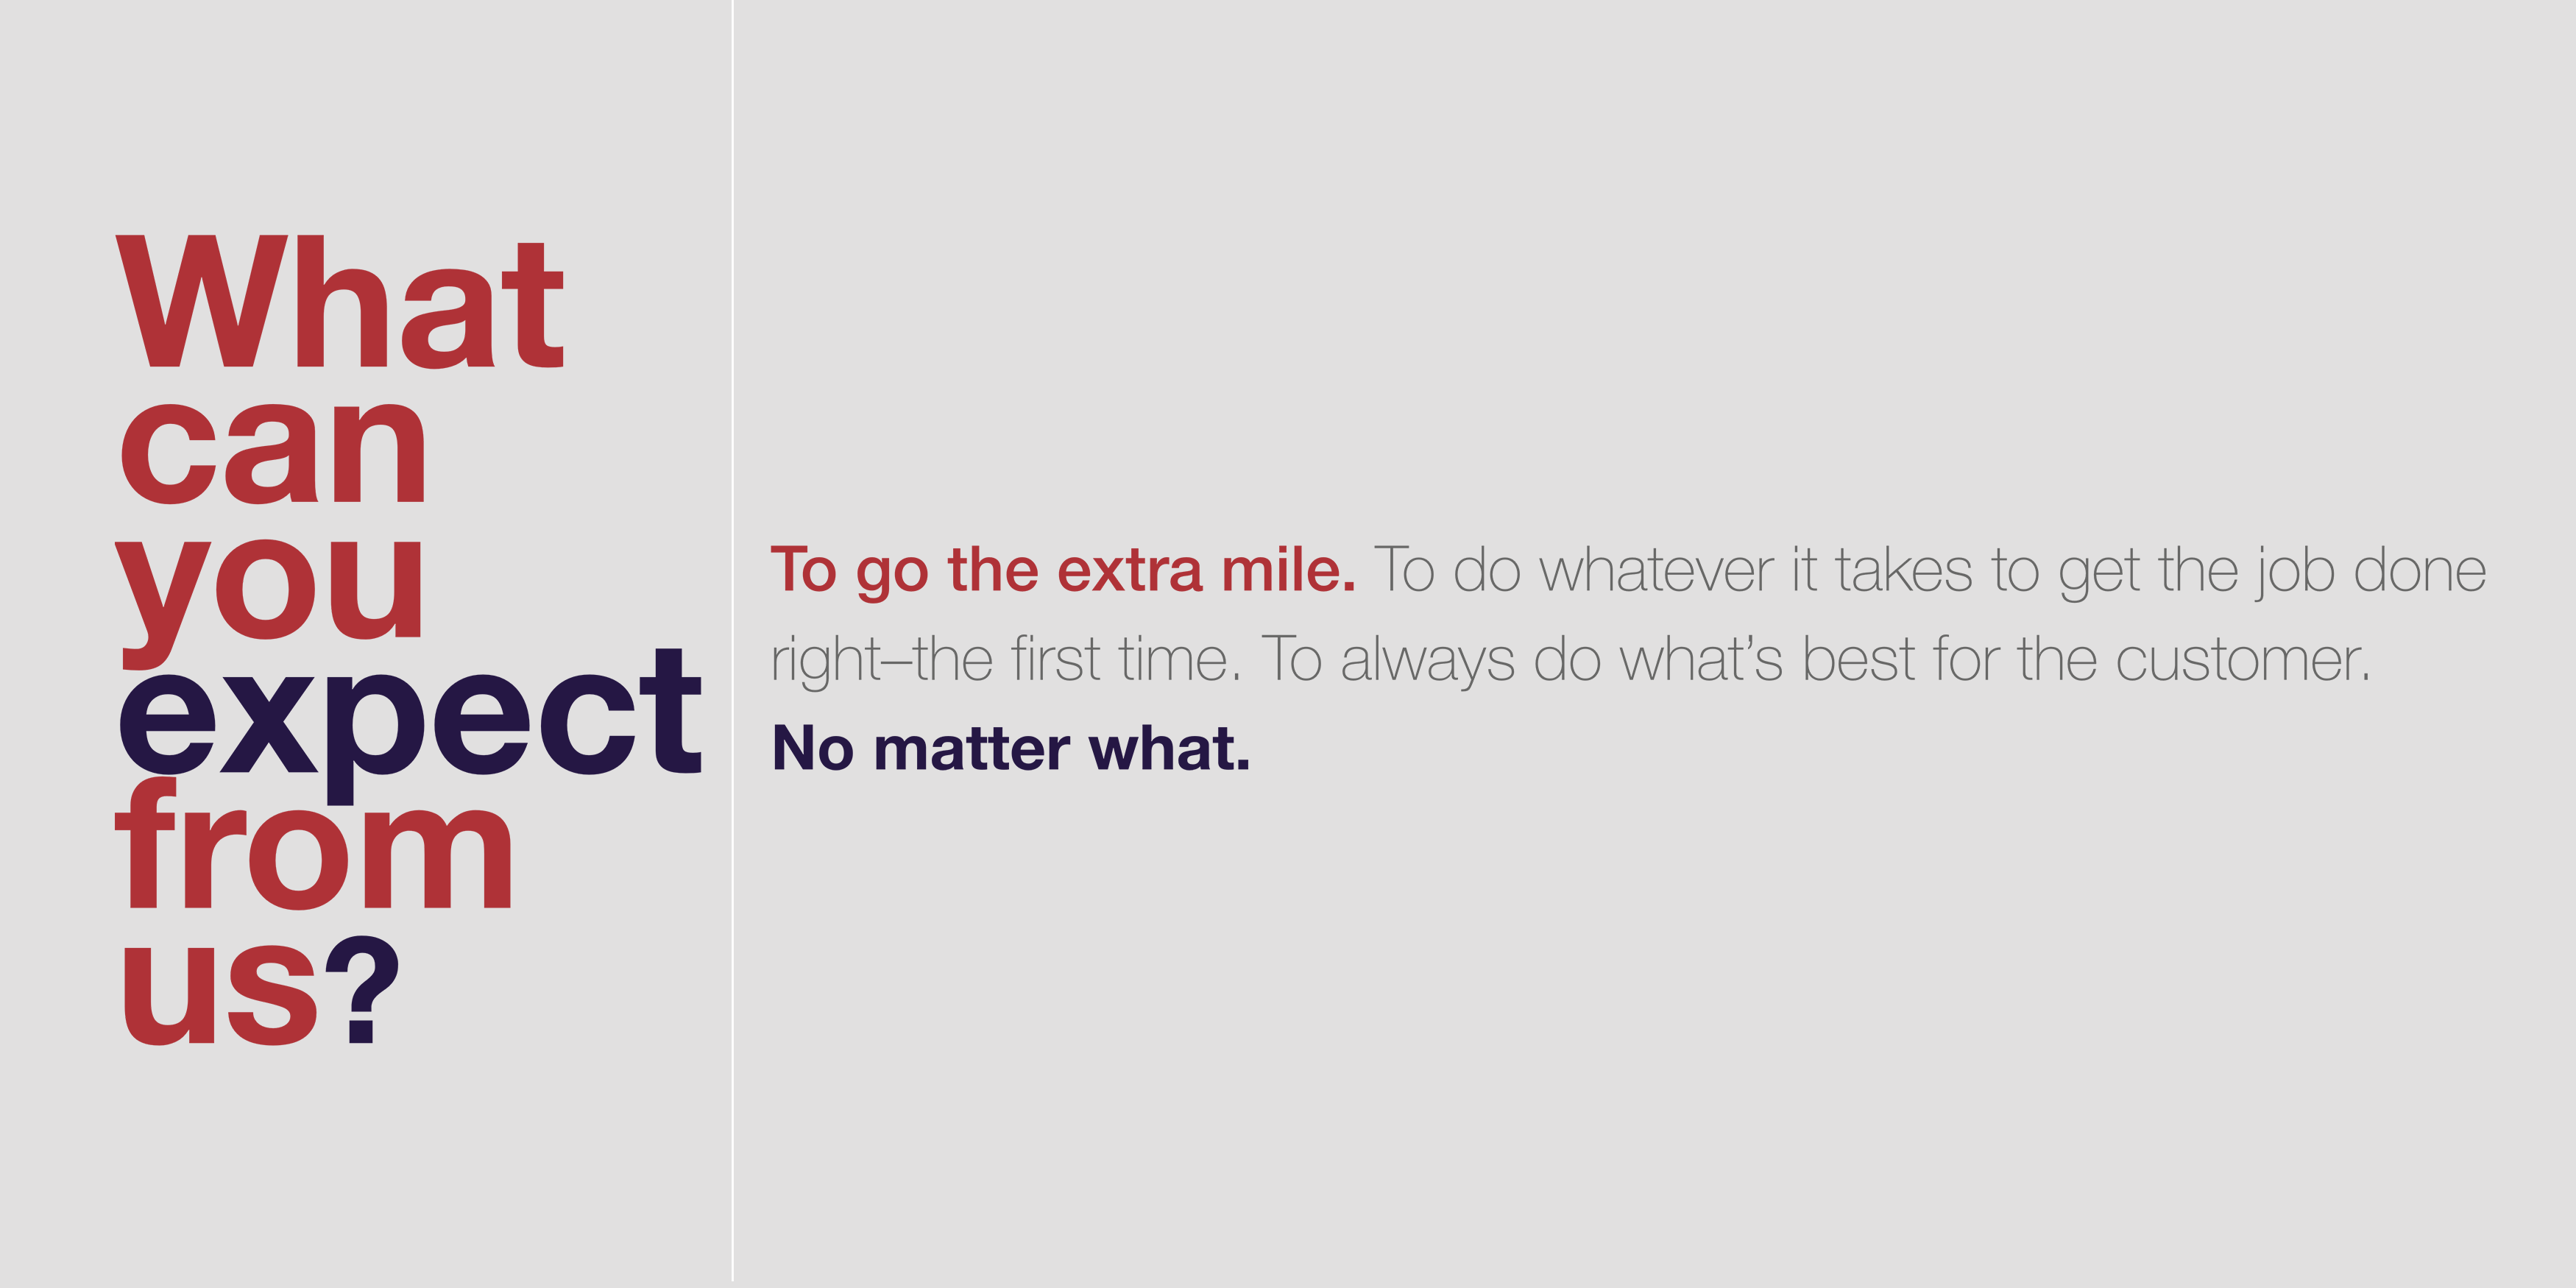 What
can
you
expect
from
us?
To go the extra mile. To do whatever it takes to get the job done
right–the first time. To always do what’s best for the customer.
No matter what.